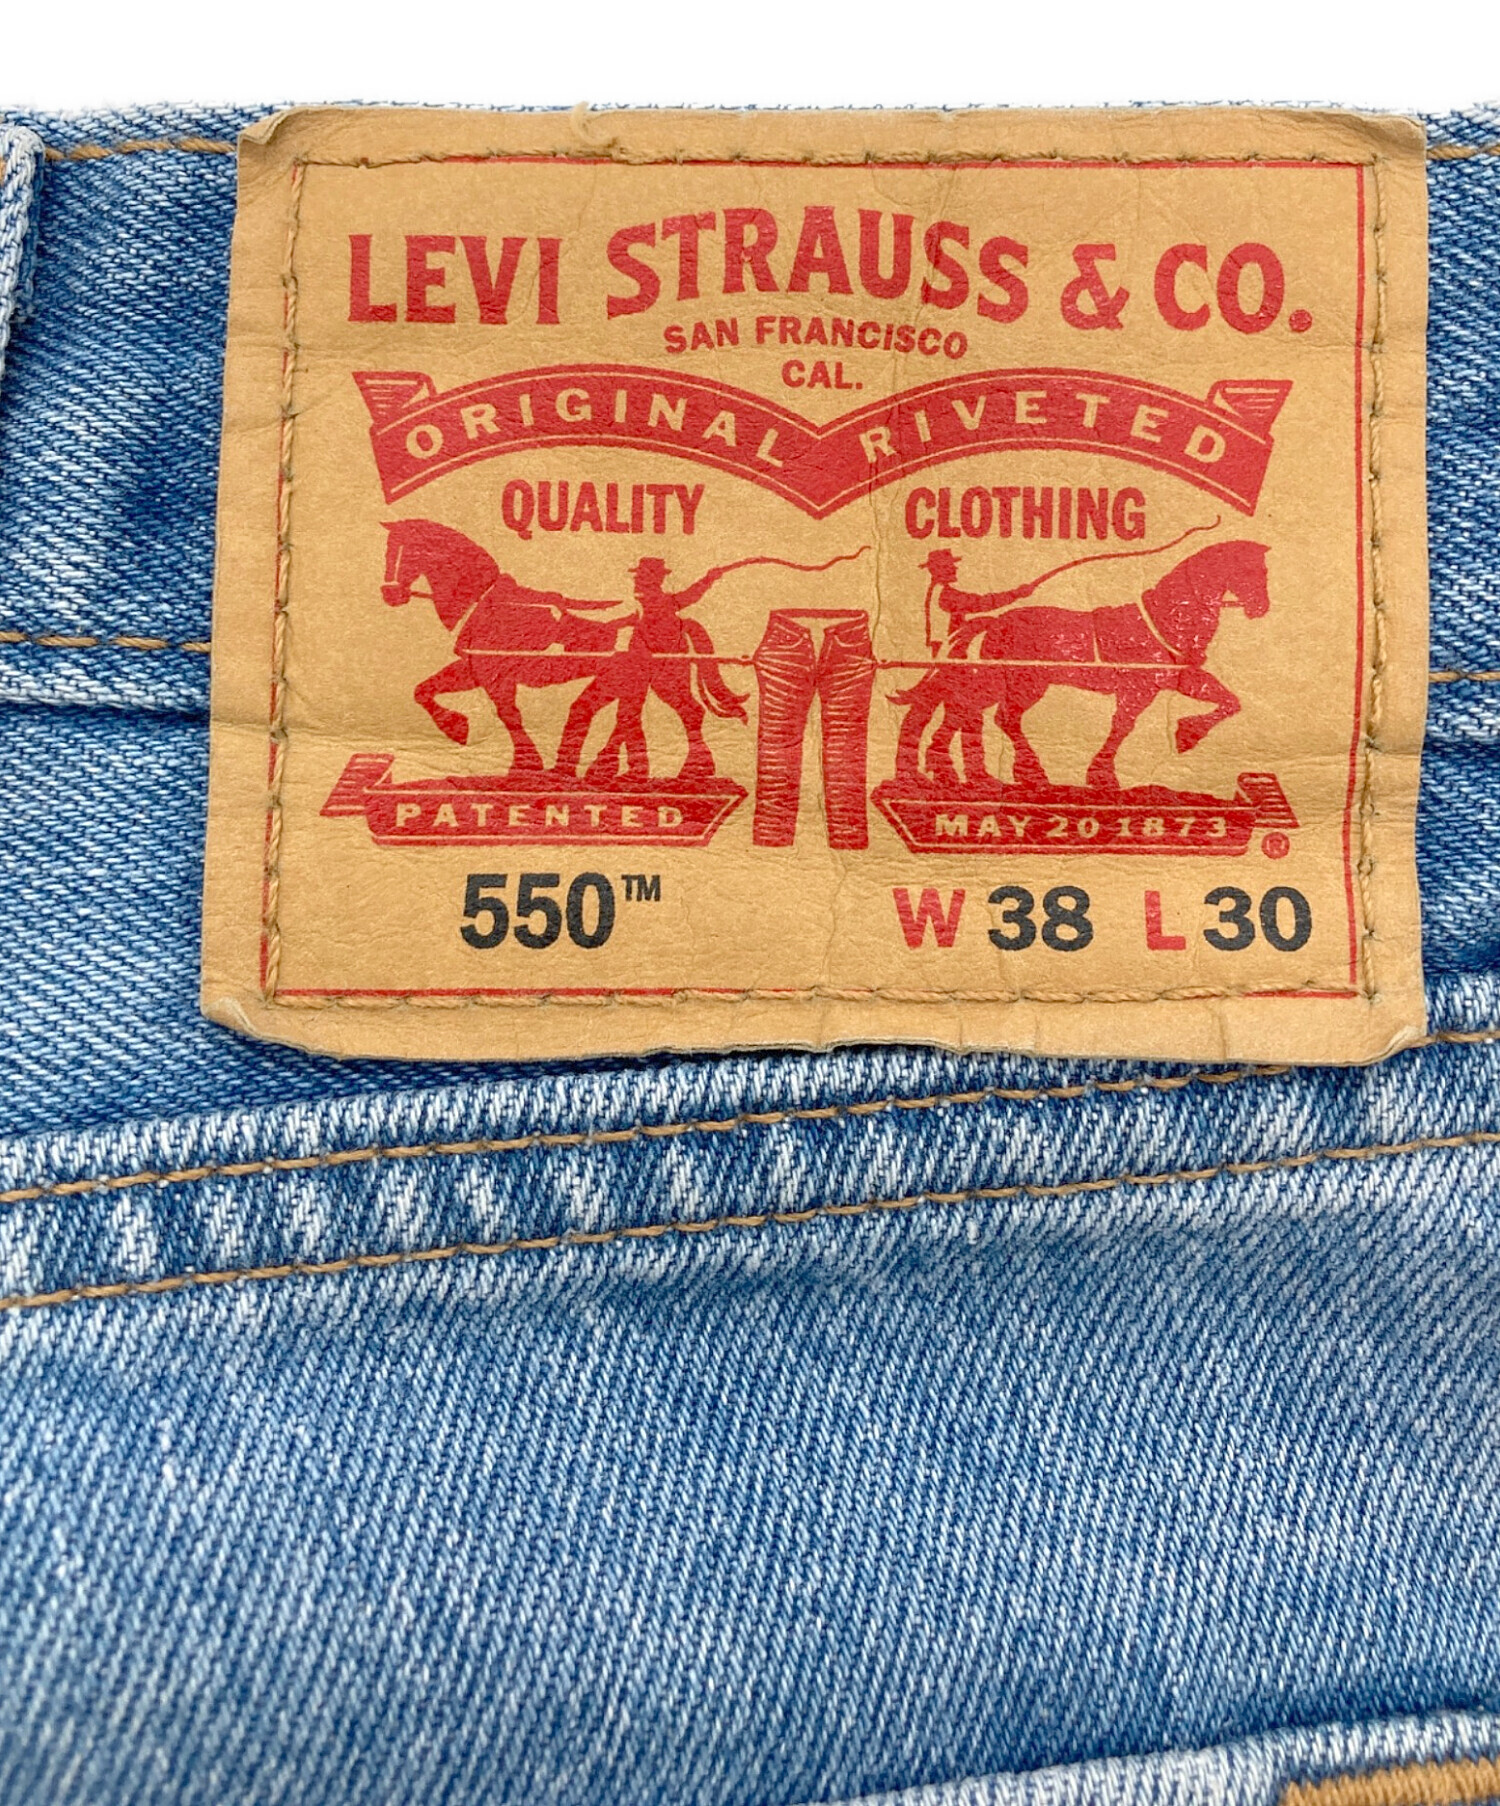 LEVI STRAUSS & CO.
SAN FRANCISCO
CAL.
ORIGINAL RIVETED
QUALITY CLOTHING
PATENTED MAY 20 1873 ®
550™ W 38 L 30